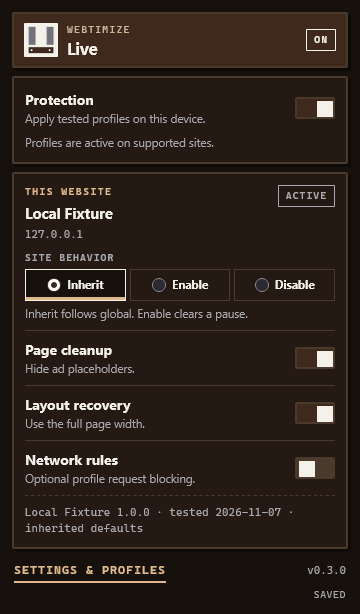 WEBTIMIZE
Live
ON
Protection
Apply tested profiles on this device.
Profiles are active on supported sites.
THIS WEBSITE
ACTIVE
Local Fixture
127.0.0.1
SITE BEHAVIOR
Inherit Enable Disable
Inherit follows global. Enable clears a pause.
Page cleanup
Hide ad placeholders.
Layout recovery
Use the full page width.
Network rules
Optional profile request blocking.
Local Fixture 1.0.0 · tested 2026-11-07 ·
inherited defaults
SETTINGS & PROFILES v0.3.0
SAVED